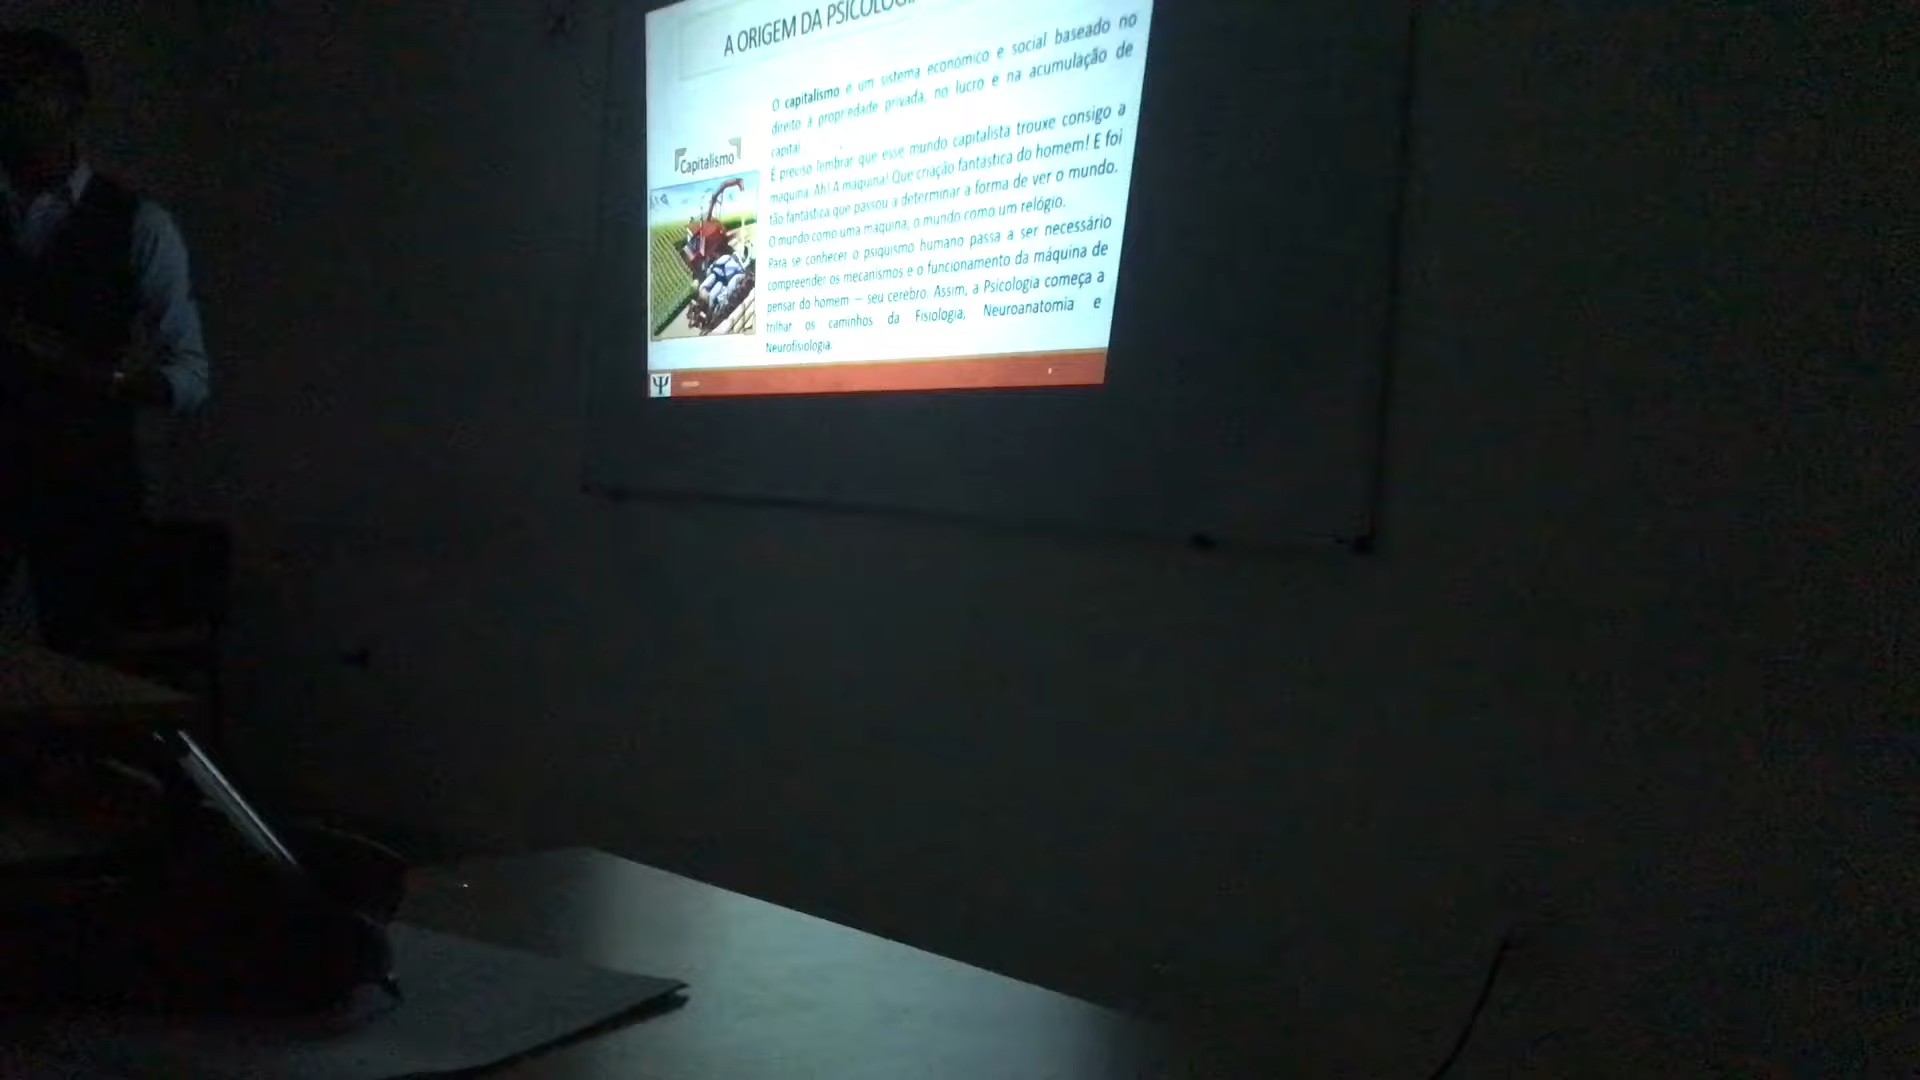 A ORIGEM DA PSICOLOGI
O capitalismo é um sistema econômico e social baseado no
direito à propriedade privada, no lucro e na acumulação de
capital.
É preciso lembrar que esse mundo capitalista trouxe consigo a
máquina. Ah! A máquina! Que criação fantástica do homem! E foi
tão fantástica que passou a determinar a forma de ver o mundo.
O mundo como uma máquina; o mundo como um relógio.
Para se conhecer o psiquismo humano passa a ser necessário
compreender os mecanismos e o funcionamento da máquina de
pensar do homem — seu cérebro. Assim, a Psicologia começa a
trilhar os caminhos da Fisiologia, Neuroanatomia e
Neurofisiologia.
Capitalismo
Ψ